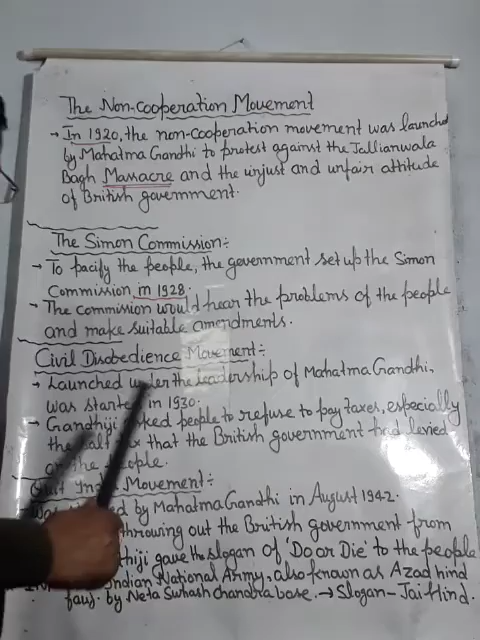 The Non-cooperation Movement
→ In 1920, the non-cooperation movement was launched
by Mahatma Gandhi to protest against the Jallianwala
Bagh Massacre and the unjust and unfair attitude
of British government.
The Simon Commission:-
→ To pacify the people, the government set up the Simon
Commission in 1928.
→ The commission would hear the problems of the people
and make suitable amendments.
Civil Disobedience Movement:-
→ Launched under the leadership of Mahatma Gandhi,
was started in 1930.
→ Gandhiji asked people to refuse to pay taxes, especially
the salt tax that the British government had levied
on the people.
Quit India Movement:-
by Mahatma Gandhi in August 1942.
throwing out the British government from
gave the slogan of 'Do or Die' to the people
Indian National Army, also known as Azad hind
fauj. by Neta Suhash chandra bose. → Slogan - Jai Hind.